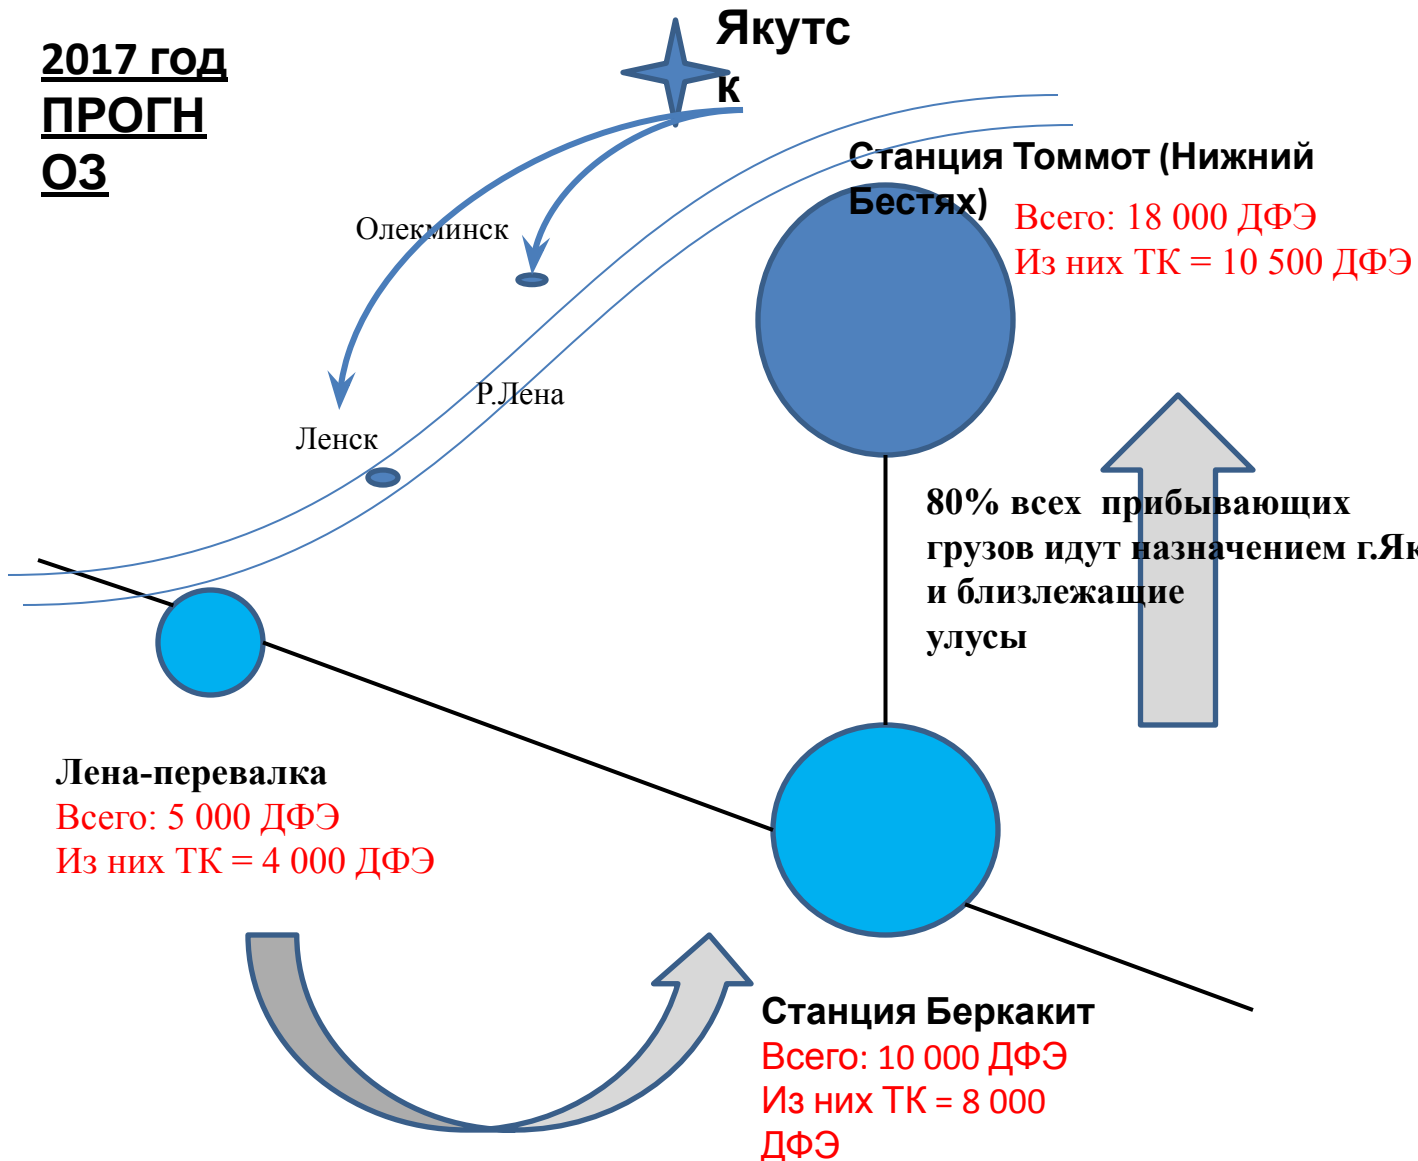 2017 год
ПРОГН
ОЗ
Якутс
к
Станция Томмот (Нижний
Бестях)
Всего: 18 000 ДФЭ
Из них ТК = 10 500 ДФЭ
Олекминск
Р.Лена
Ленск
80% всех прибывающих
грузов идут назначением г.Як
и близлежащие
улусы
Лена-перевалка
Всего: 5 000 ДФЭ
Из них ТК = 4 000 ДФЭ
Станция Беркакит
Всего: 10 000 ДФЭ
Из них ТК = 8 000
ДФЭ